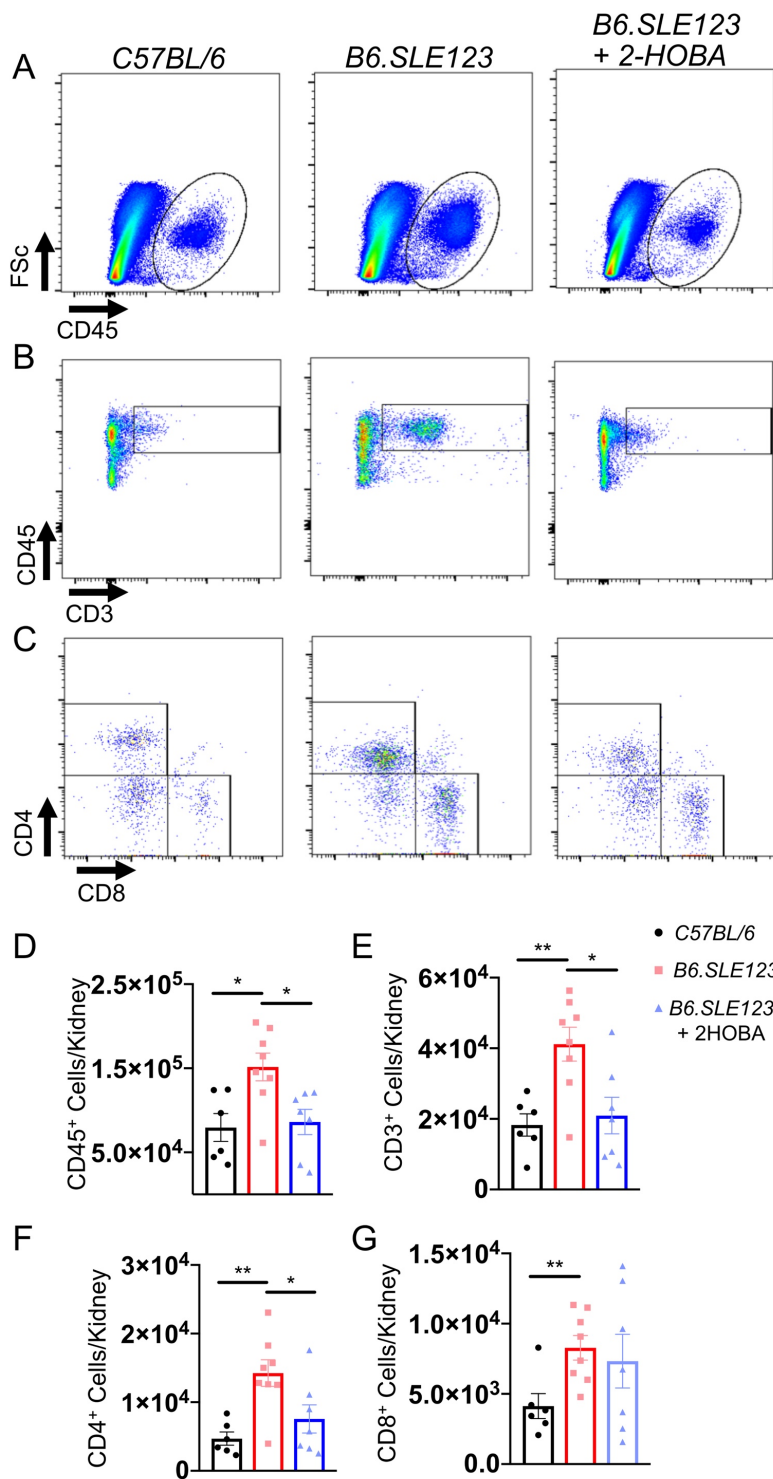 A
C57BL/6
B6.SLE123
B6.SLE123
+ 2-HOBA
FSc
CD45
B
CD45
CD3
C
CD4
CD8
D
CD45⁺ Cells/Kidney
2.5×10⁵
1.5×10⁵
5.0×10⁴
*
*
E
CD3⁺ Cells/Kidney
6×10⁴
4×10⁴
2×10⁴
0
**
*
C57BL/6
B6.SLE123
B6.SLE123
+ 2HOBA
F
CD4⁺ Cells/Kidney
3×10⁴
2×10⁴
1×10⁴
0
**
*
G
CD8⁺ Cells/Kidney
1.5×10⁴
1.0×10⁴
5.0×10³
0.0
**